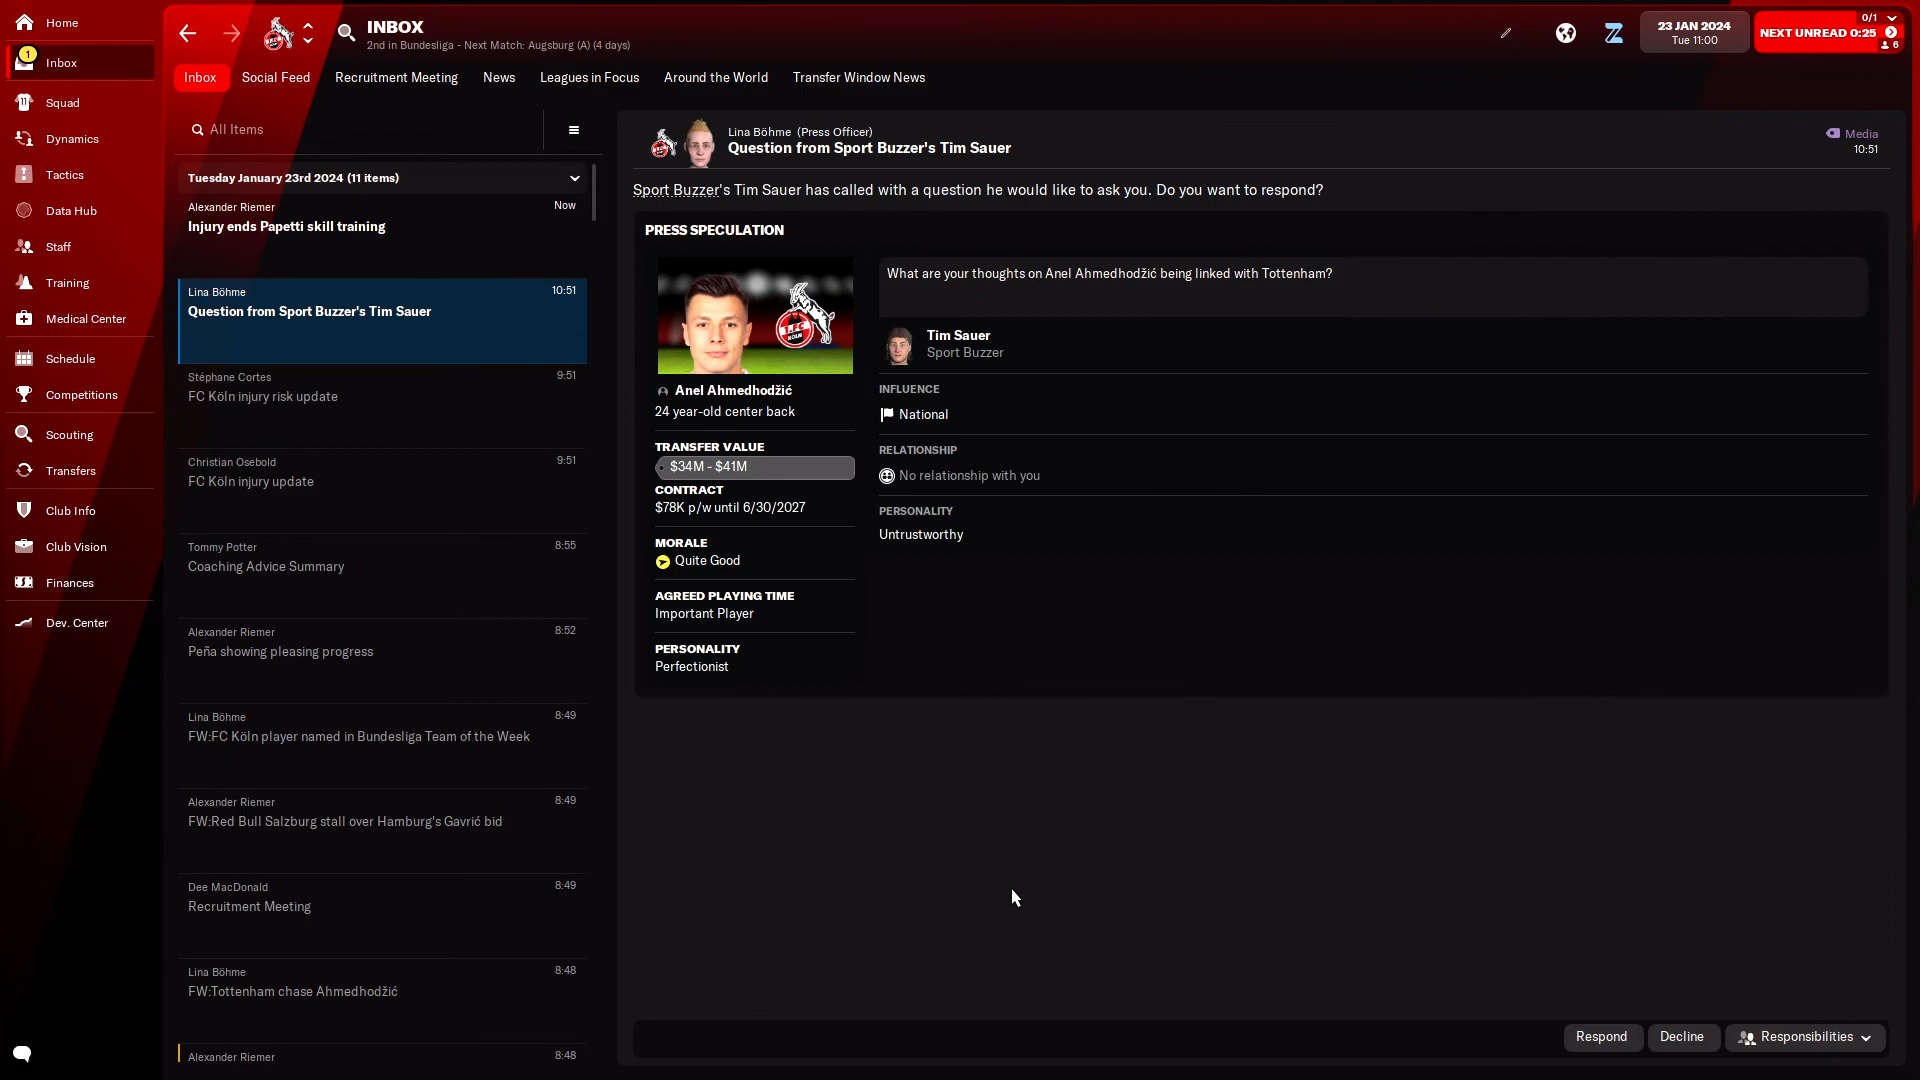 Home
1
Inbox
Squad
Dynamics
Tactics
Data Hub
Staff
Training
Medical Center
Schedule
Competitions
Scouting
Transfers
Club Info
Club Vision
Finances
Dev. Center
INBOX
2nd in Bundesliga - Next Match: Augsburg (A) (4 days)
23 JAN 2024
Tue 11:00
0/1
NEXT UNREAD 0:25
6
Inbox
Social Feed
Recruitment Meeting
News
Leagues in Focus
Around the World
Transfer Window News
All Items
Tuesday January 23rd 2024 (11 items)
Alexander Riemer
Now
Injury ends Papetti skill training
Lina Böhme
10:51
Question from Sport Buzzer's Tim Sauer
Stéphane Cortes
9:51
FC Köln injury risk update
Christian Osebold
9:51
FC Köln injury update
Tommy Potter
8:55
Coaching Advice Summary
Alexander Riemer
8:52
Peña showing pleasing progress
Lina Böhme
8:49
FW:FC Köln player named in Bundesliga Team of the Week
Alexander Riemer
8:49
FW:Red Bull Salzburg stall over Hamburg's Gavrić bid
Dee MacDonald
8:49
Recruitment Meeting
Lina Böhme
8:48
FW:Tottenham chase Ahmedhodžić
Alexander Riemer
8:48
Lina Böhme (Press Officer)
Question from Sport Buzzer's Tim Sauer
Media
10:51
Sport Buzzer's Tim Sauer has called with a question he would like to ask you. Do you want to respond?
PRESS SPECULATION
1.FC
KÖLN
Anel Ahmedhodžić
24 year-old center back
TRANSFER VALUE
$34M - $41M
CONTRACT
$78K p/w until 6/30/2027
MORALE
Quite Good
AGREED PLAYING TIME
Important Player
PERSONALITY
Perfectionist
What are your thoughts on Anel Ahmedhodžić being linked with Tottenham?
Tim Sauer
Sport Buzzer
INFLUENCE
National
RELATIONSHIP
No relationship with you
PERSONALITY
Untrustworthy
Respond
Decline
Responsibilities